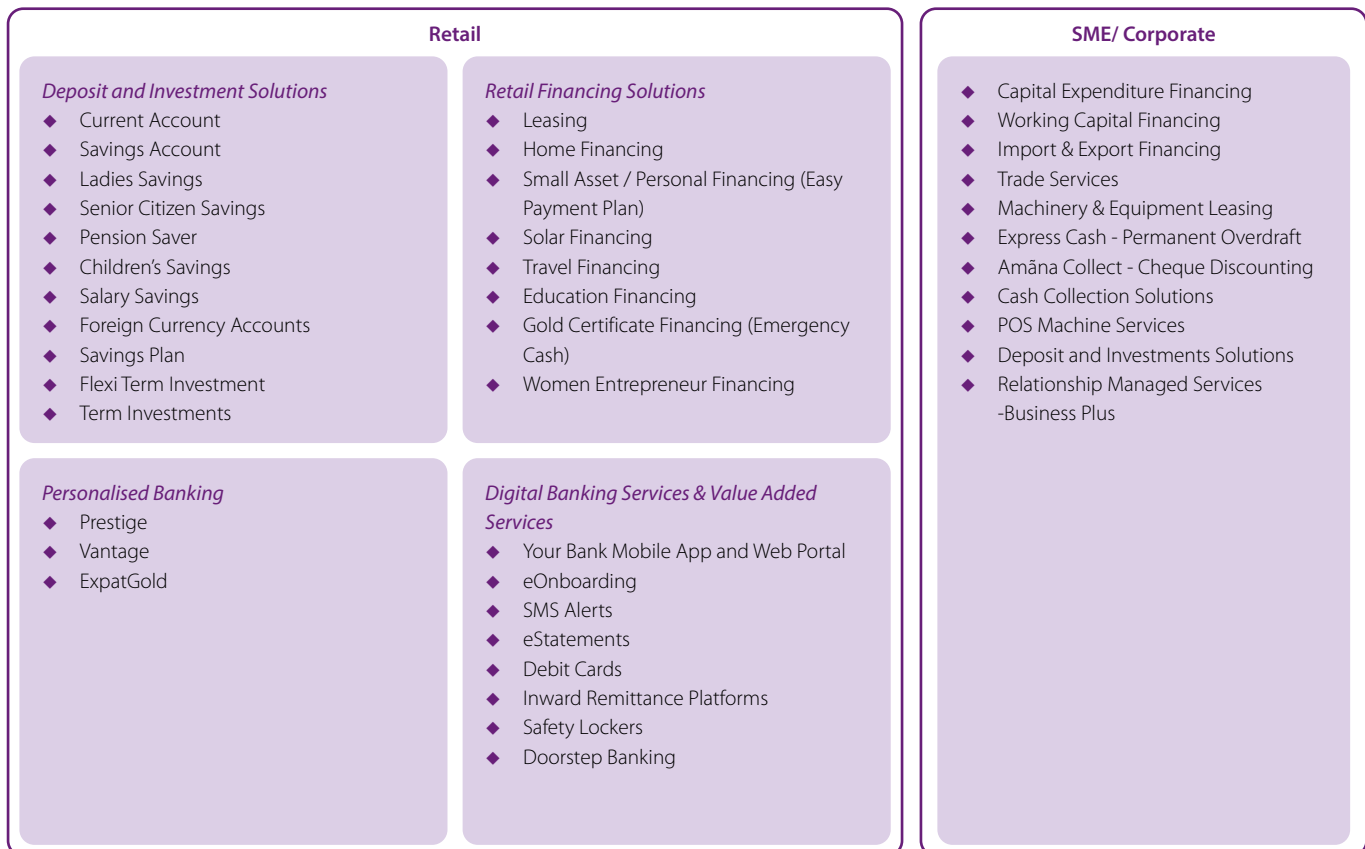 Retail
Deposit and Investment Solutions
◆ Current Account
◆ Savings Account
◆ Ladies Savings
◆ Senior Citizen Savings
◆ Pension Saver
◆ Children's Savings
◆ Salary Savings
◆ Foreign Currency Accounts
◆ Savings Plan
◆ Flexi Term Investment
◆ Term Investments
Retail Financing Solutions
◆ Leasing
◆ Home Financing
◆ Small Asset / Personal Financing (Easy
Payment Plan)
◆ Solar Financing
◆ Travel Financing
◆ Education Financing
◆ Gold Certificate Financing (Emergency
Cash)
◆ Women Entrepreneur Financing
Personalised Banking
◆ Prestige
◆ Vantage
◆ ExpatGold
Digital Banking Services & Value Added
Services
◆ Your Bank Mobile App and Web Portal
◆ eOnboarding
◆ SMS Alerts
◆ eStatements
◆ Debit Cards
◆ Inward Remittance Platforms
◆ Safety Lockers
◆ Doorstep Banking
SME/ Corporate
◆ Capital Expenditure Financing
◆ Working Capital Financing
◆ Import & Export Financing
◆ Trade Services
◆ Machinery & Equipment Leasing
◆ Express Cash - Permanent Overdraft
◆ Amãna Collect - Cheque Discounting
◆ Cash Collection Solutions
◆ POS Machine Services
◆ Deposit and Investments Solutions
◆ Relationship Managed Services
-Business Plus